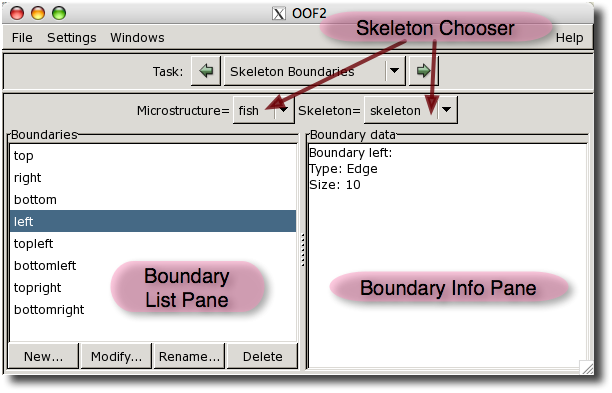 OOF2
File Settings Windows
Skeleton Chooser
Help
Task: Skeleton Boundaries
Microstructure= fish Skeleton= skeleton
Boundaries
top
right
bottom
left
topleft
bottomleft
topright
bottomright
Boundary
List Pane
New... Modify... Rename... Delete
Boundary data
Boundary left:
Type: Edge
Size: 10
Boundary Info Pane